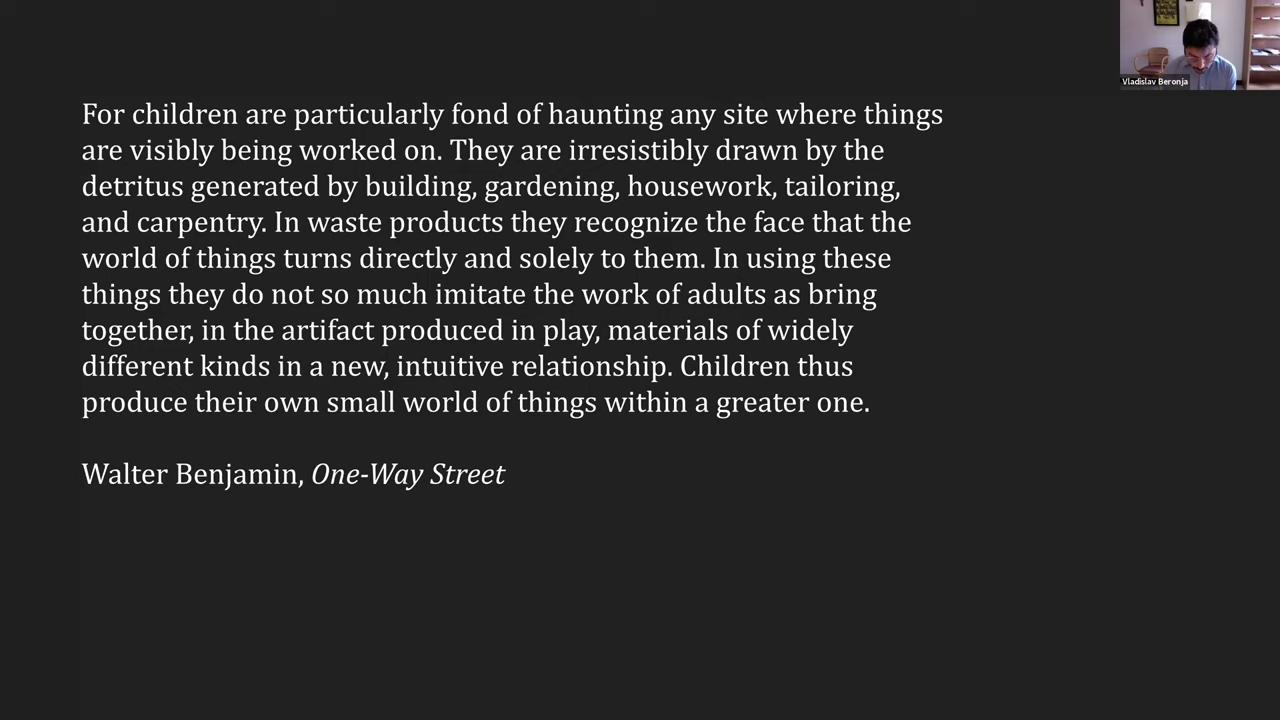 Vladislav Beronja
For children are particularly fond of haunting any site where things
are visibly being worked on. They are irresistibly drawn by the
detritus generated by building, gardening, housework, tailoring,
and carpentry. In waste products they recognize the face that the
world of things turns directly and solely to them. In using these
things they do not so much imitate the work of adults as bring
together, in the artifact produced in play, materials of widely
different kinds in a new, intuitive relationship. Children thus
produce their own small world of things within a greater one.
Walter Benjamin, One-Way Street